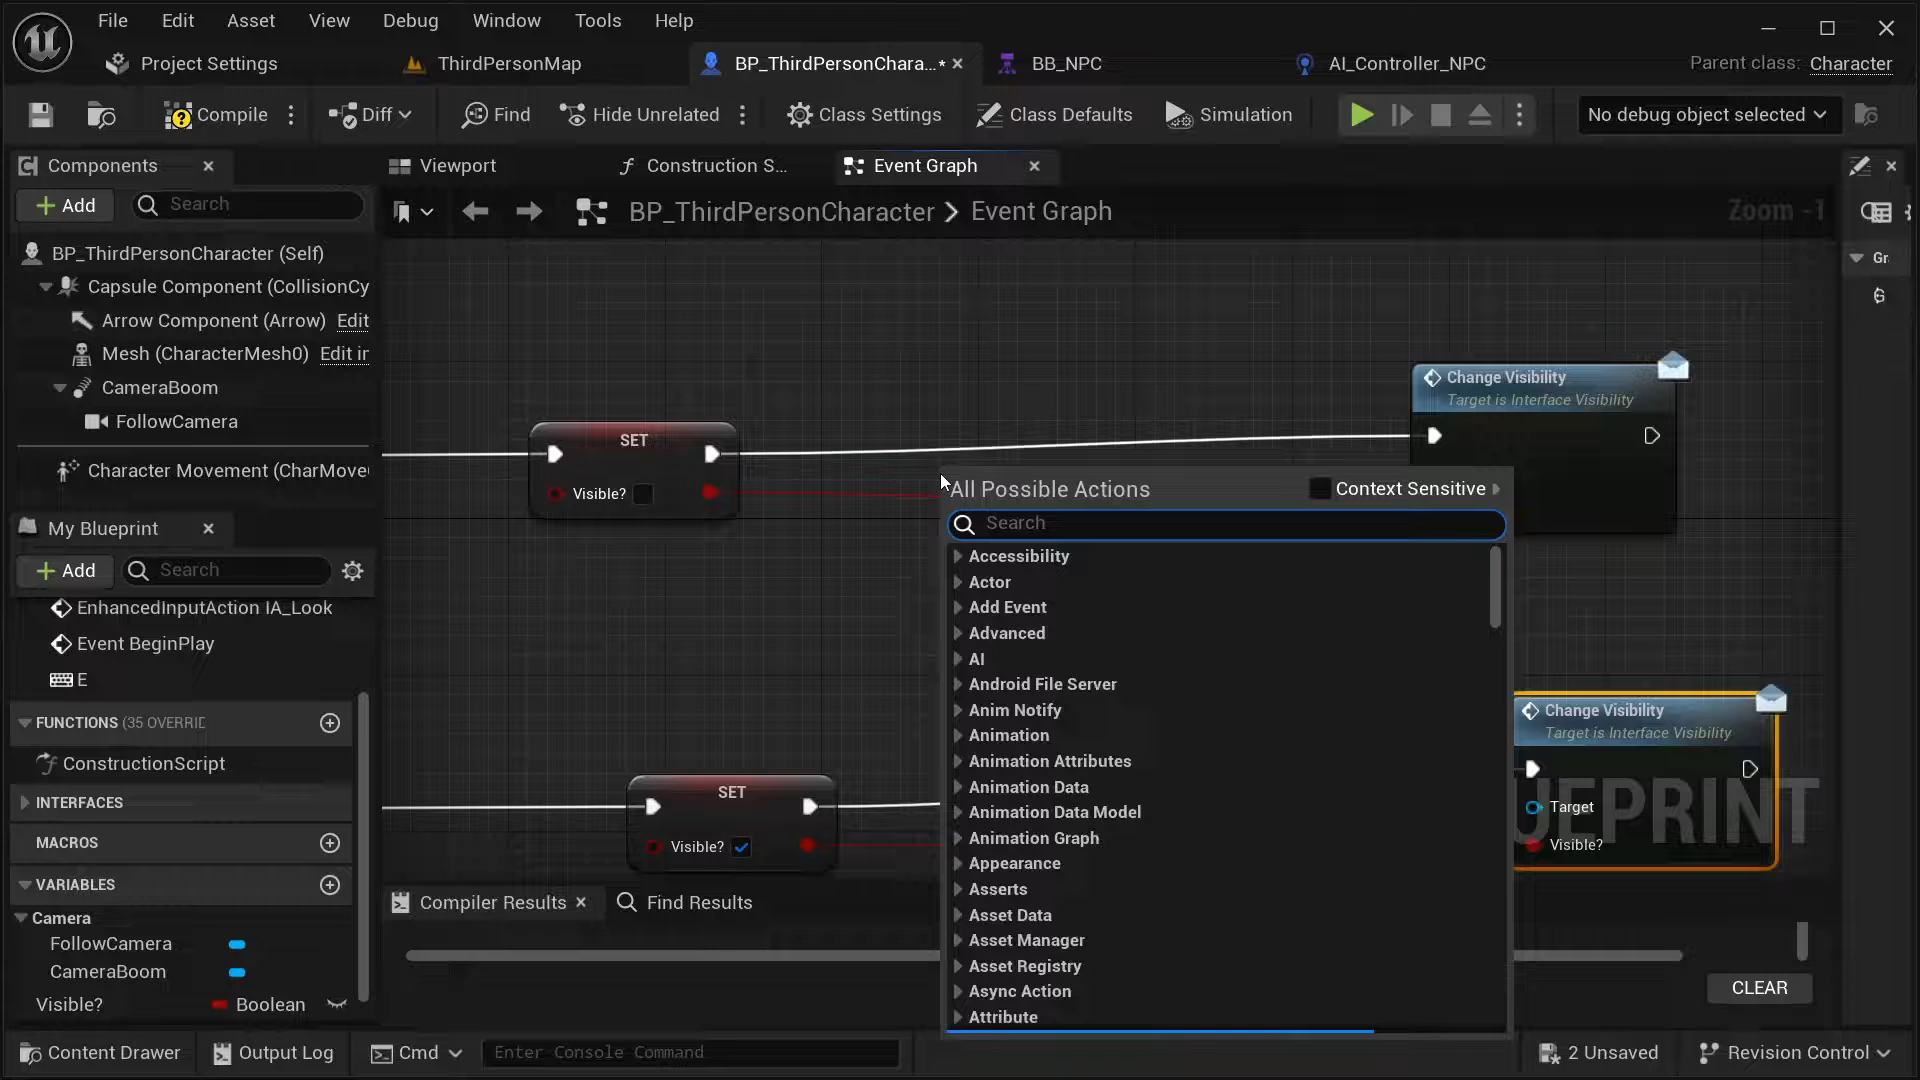 File Edit Asset View Debug Window Tools Help
Project Settings ThirdPersonMap BP_ThirdPersonChara...* BB_NPC AI_Controller_NPC Parent class: Character
Compile Diff Find Hide Unrelated Class Settings Class Defaults Simulation No debug object selected
Components Viewport Construction S... Event Graph
Add Search
BP_ThirdPersonCharacter > Event Graph Zoom -1
BP_ThirdPersonCharacter (Self)
Gr
Capsule Component (CollisionCy
Arrow Component (Arrow) Edit
Mesh (CharacterMesh0) Edit ir
CameraBoom
FollowCamera
Character Movement (CharMove
My Blueprint
Add Search
EnhancedInputAction IA_Look
Event BeginPlay
E
FUNCTIONS (35 OVERRIE
ConstructionScript
INTERFACES
MACROS
VARIABLES
Camera
FollowCamera
CameraBoom
Visible? Boolean
SET
Visible?
SET
Visible?
Change Visibility
Target is Interface Visibility
All Possible Actions Context Sensitive
Search
Accessibility
Actor
Add Event
Advanced
AI
Android File Server
Anim Notify
Animation
Animation Attributes
Animation Data
Animation Data Model
Animation Graph
Appearance
Asserts
Asset Data
Asset Manager
Asset Registry
Async Action
Attribute
Change Visibility
Target is Interface Visibility
Target
Visible?
UEPRINT
Compiler Results Find Results
CLEAR
Content Drawer Output Log Cmd Enter Console Command 2 Unsaved Revision Control